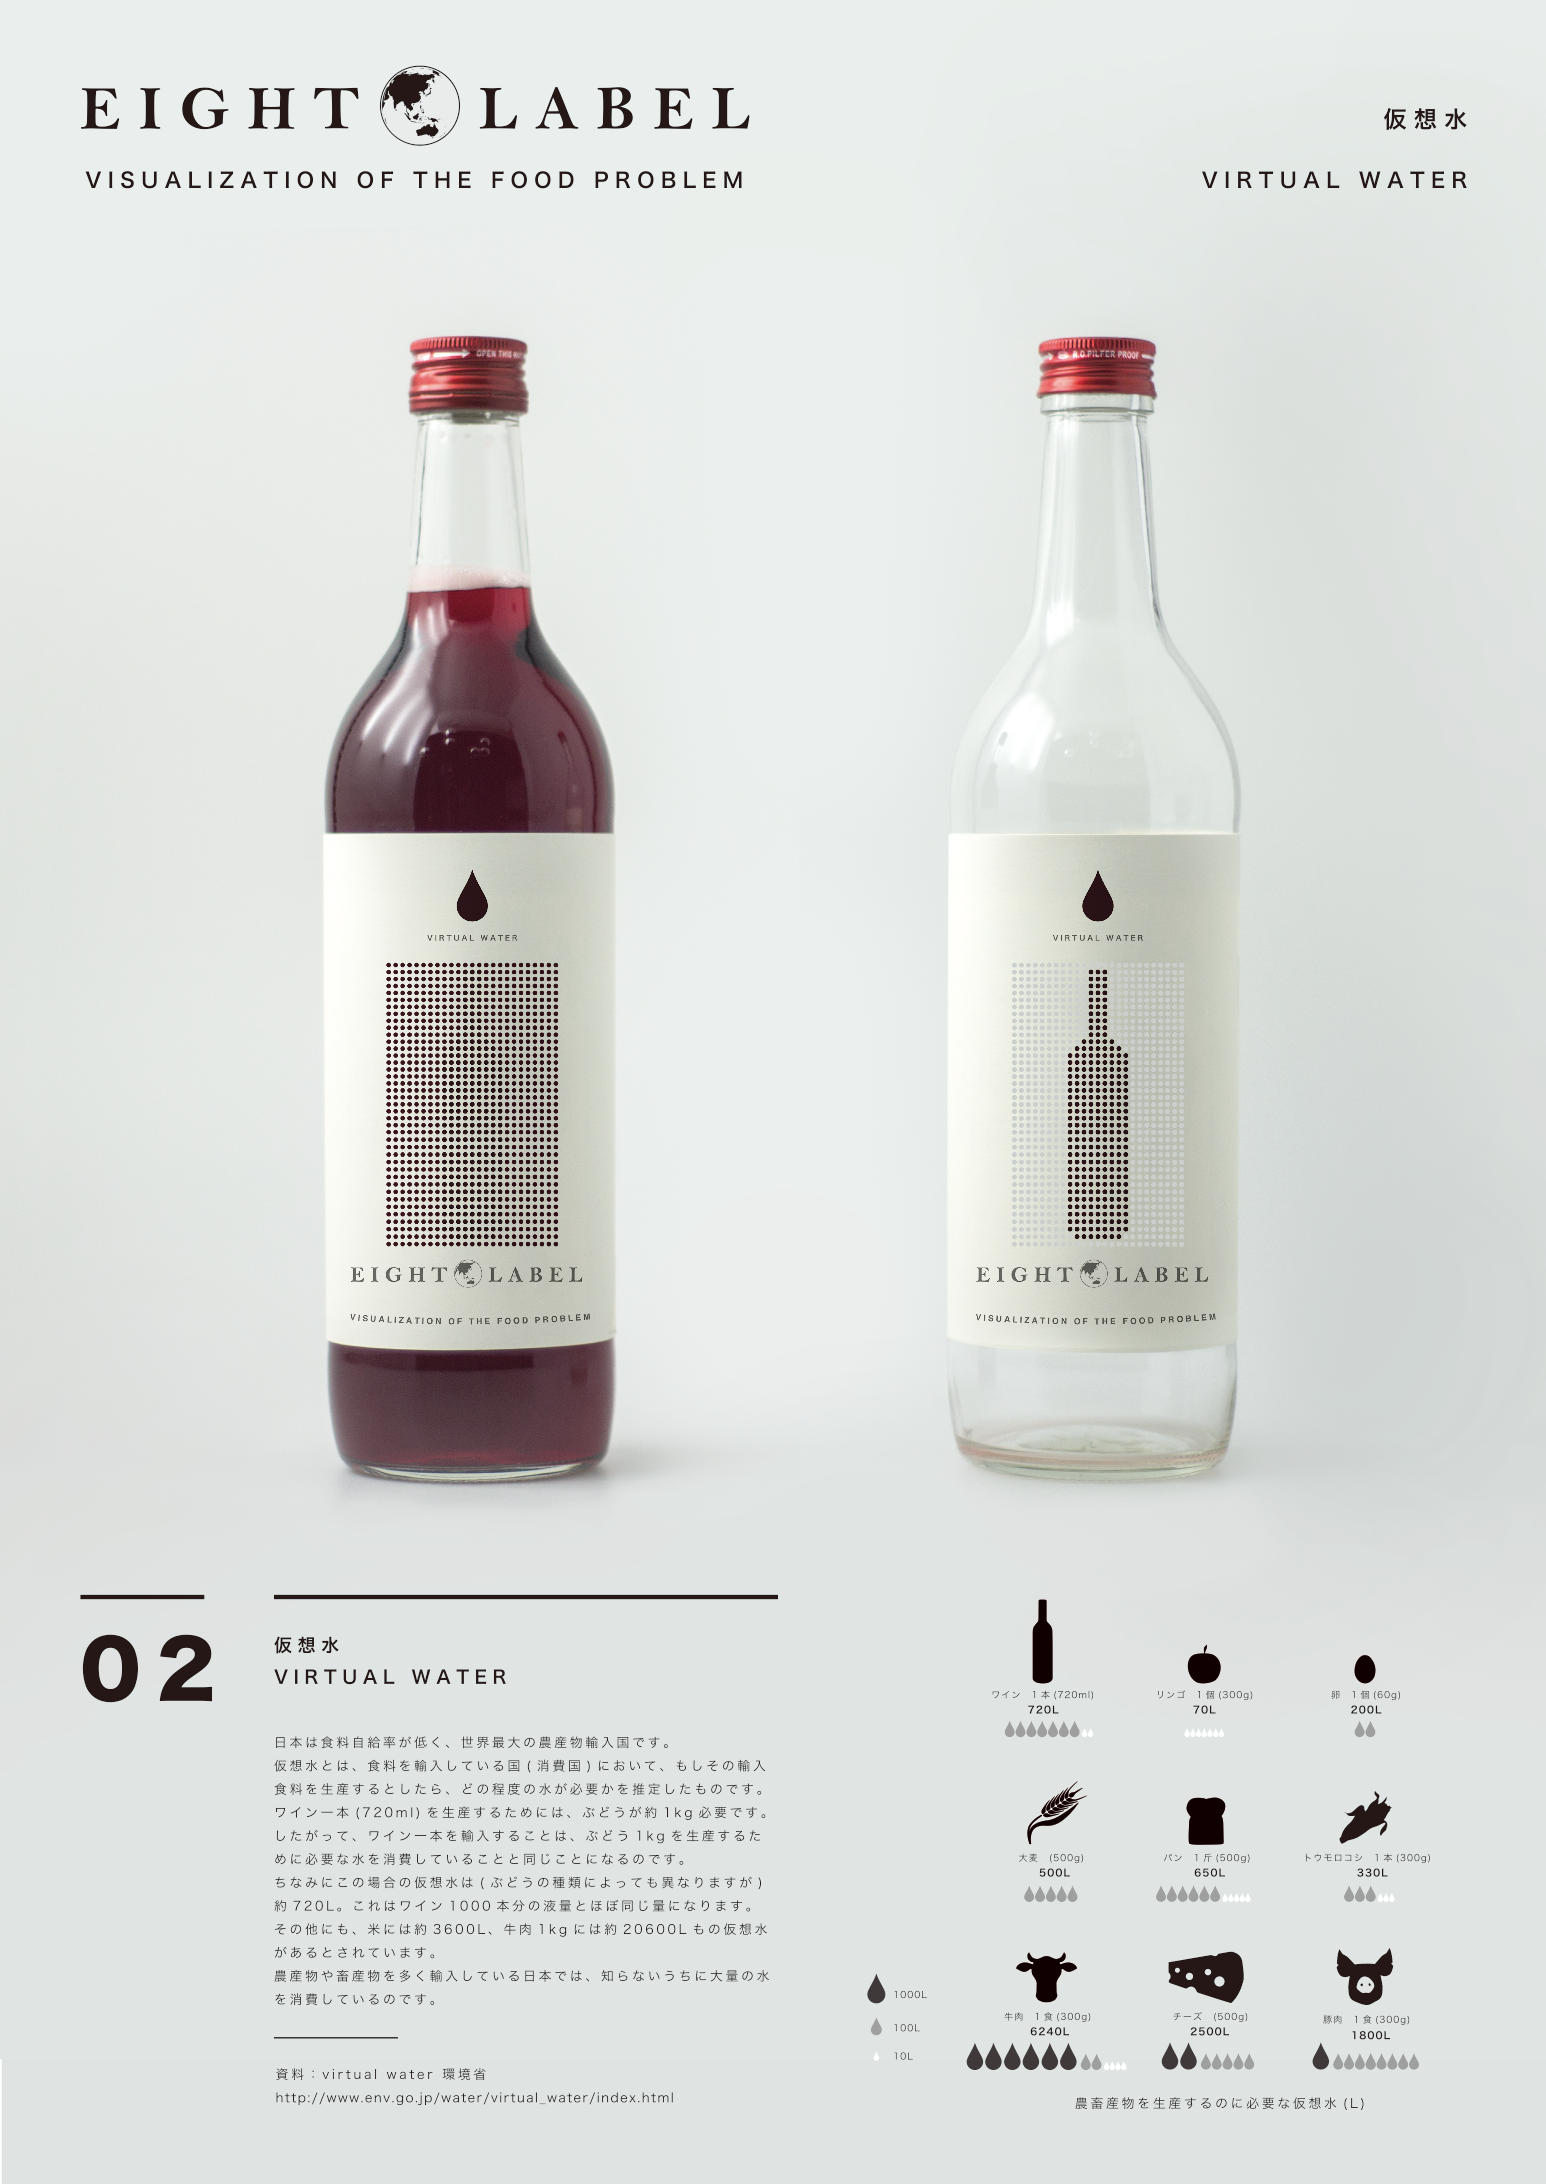 EIGHT LABEL
VISUALIZATION OF THE FOOD PROBLEM
仮想水
VIRTUAL WATER
OPEN THIS
R.O.PILFER PROOF
VIRTUAL WATER
EIGHT LABEL
VISUALIZATION OF THE FOOD PROBLEM
VIRTUAL WATER
EIGHT LABEL
VISUALIZATION OF THE FOOD PROBLEM
02
仮想水
VIRTUAL WATER
日本は食料自給率が低く、世界最大の農産物輸入国です。
仮想水とは、食料を輸入している国(消費国)において、もしその輸入
食料を生産するとしたら、どの程度の水が必要かを推定したものです。
ワイン一本(720ml)を生産するためには、ぶどうが約1kg必要です。
したがって、ワイン一本を輸入することは、ぶどう1kgを生産するた
めに必要な水を消費していることと同じことになるのです。
ちなみにこの場合の仮想水は(ぶどうの種類によっても異なりますが)
約720L。これはワイン1000本分の液量とほぼ同じ量になります。
その他にも、米には約3600L、牛肉1kgには約20600Lもの仮想水
があるとされています。
農産物や畜産物を多く輸入している日本では、知らないうちに大量の水
を消費しているのです。
資料：virtual water 環境省
http://www.env.go.jp/water/virtual_water/index.html
ワイン 1本(720ml)
720L
リンゴ 1個(300g)
70L
卵 1個(60g)
200L
大麦 (500g)
500L
パン 1斤(500g)
650L
トウモロコシ 1本(300g)
330L
牛肉 1食(300g)
6240L
チーズ (500g)
2500L
豚肉 1食(300g)
1800L
1000L
100L
10L
農畜産物を生産するのに必要な仮想水(L)